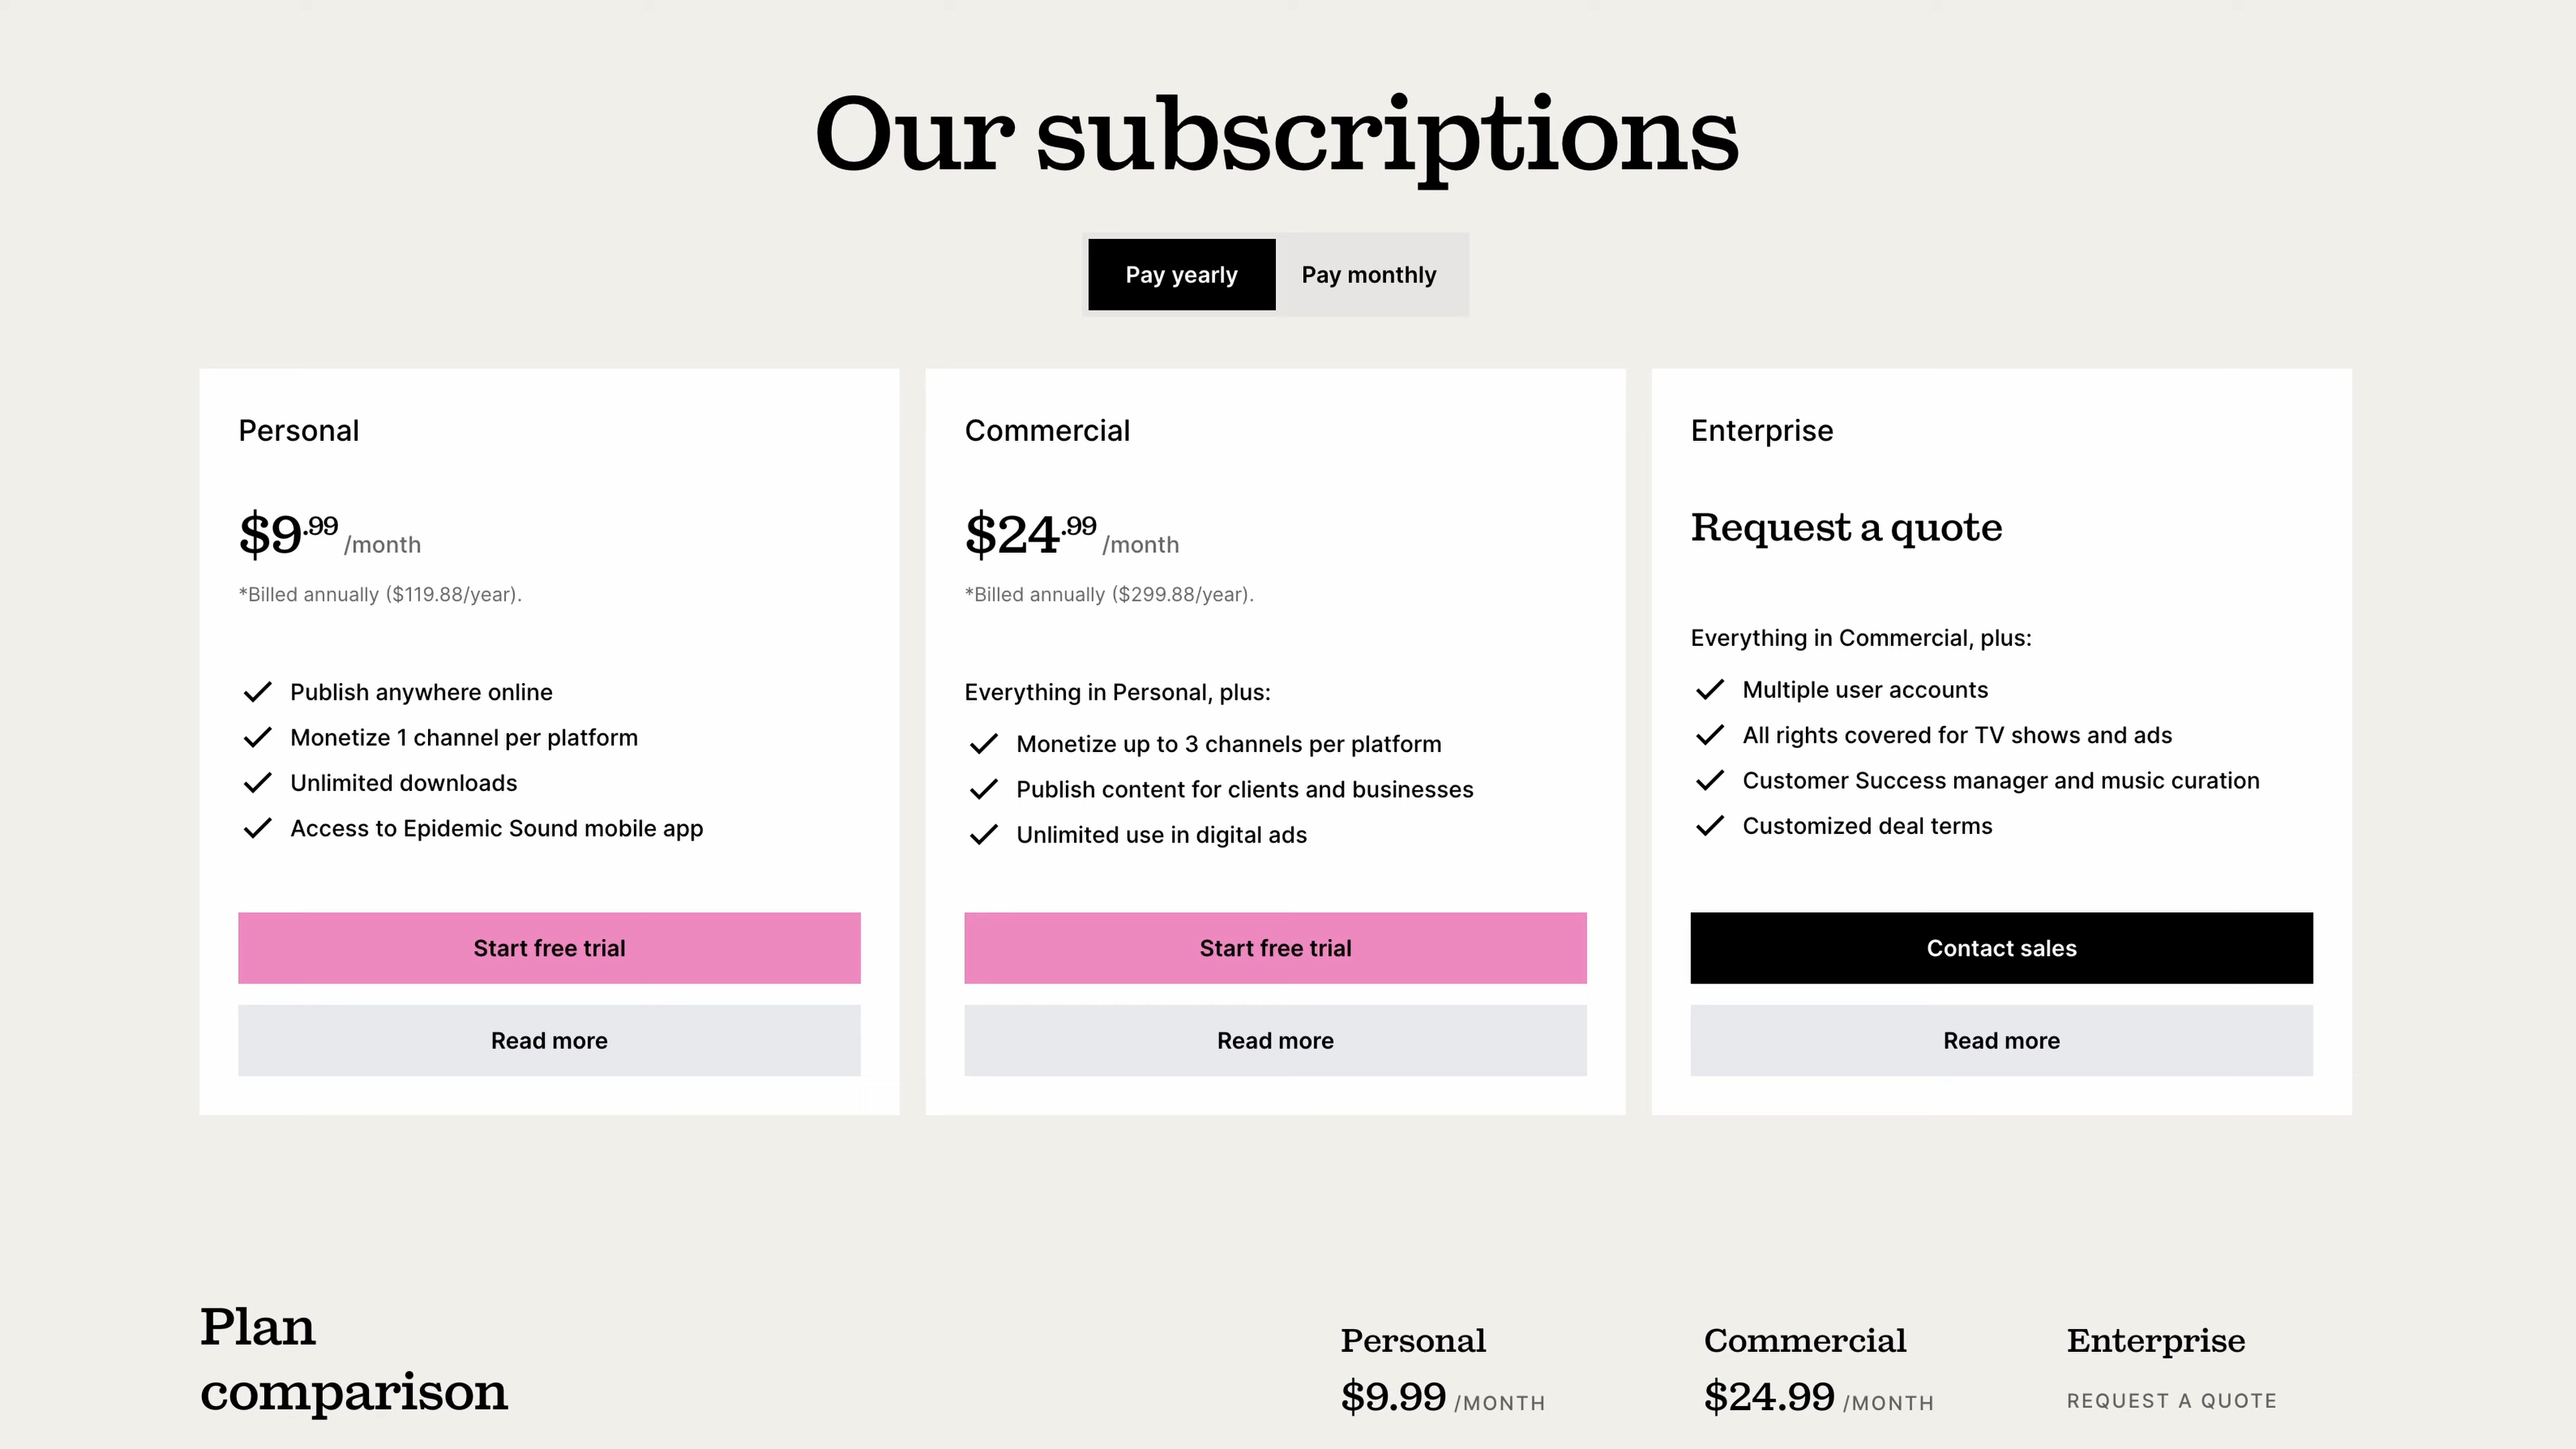 Our subscriptions
Pay yearly
Pay monthly
Personal
$9.99 /month
*Billed annually ($119.88/year).
Publish anywhere online
Monetize 1 channel per platform
Unlimited downloads
Access to Epidemic Sound mobile app
Start free trial
Read more
Commercial
$24.99 /month
*Billed annually ($299.88/year).
Everything in Personal, plus:
Monetize up to 3 channels per platform
Publish content for clients and businesses
Unlimited use in digital ads
Start free trial
Read more
Enterprise
Request a quote
Everything in Commercial, plus:
Multiple user accounts
All rights covered for TV shows and ads
Customer Success manager and music curation
Customized deal terms
Contact sales
Read more
Plan
comparison
Personal
$9.99 /MONTH
Commercial
$24.99 /MONTH
Enterprise
REQUEST A QUOTE